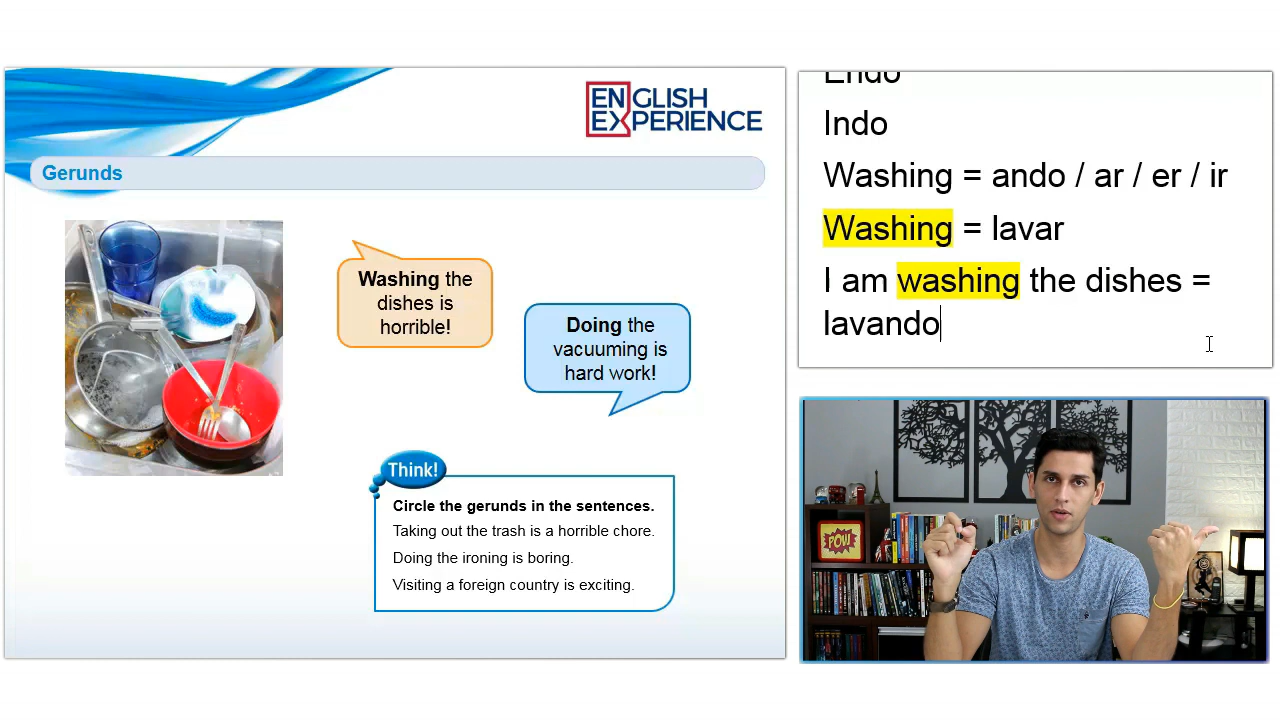 ENGLISH
EXPERIENCE
Gerunds
Washing the
dishes is
horrible!
Doing the
vacuuming is
hard work!
Think!
Circle the gerunds in the sentences.
Taking out the trash is a horrible chore.
Doing the ironing is boring.
Visiting a foreign country is exciting.
Endo
Indo
Washing = ando / ar / er / ir
Washing = lavar
I am washing the dishes =
lavando
POW!